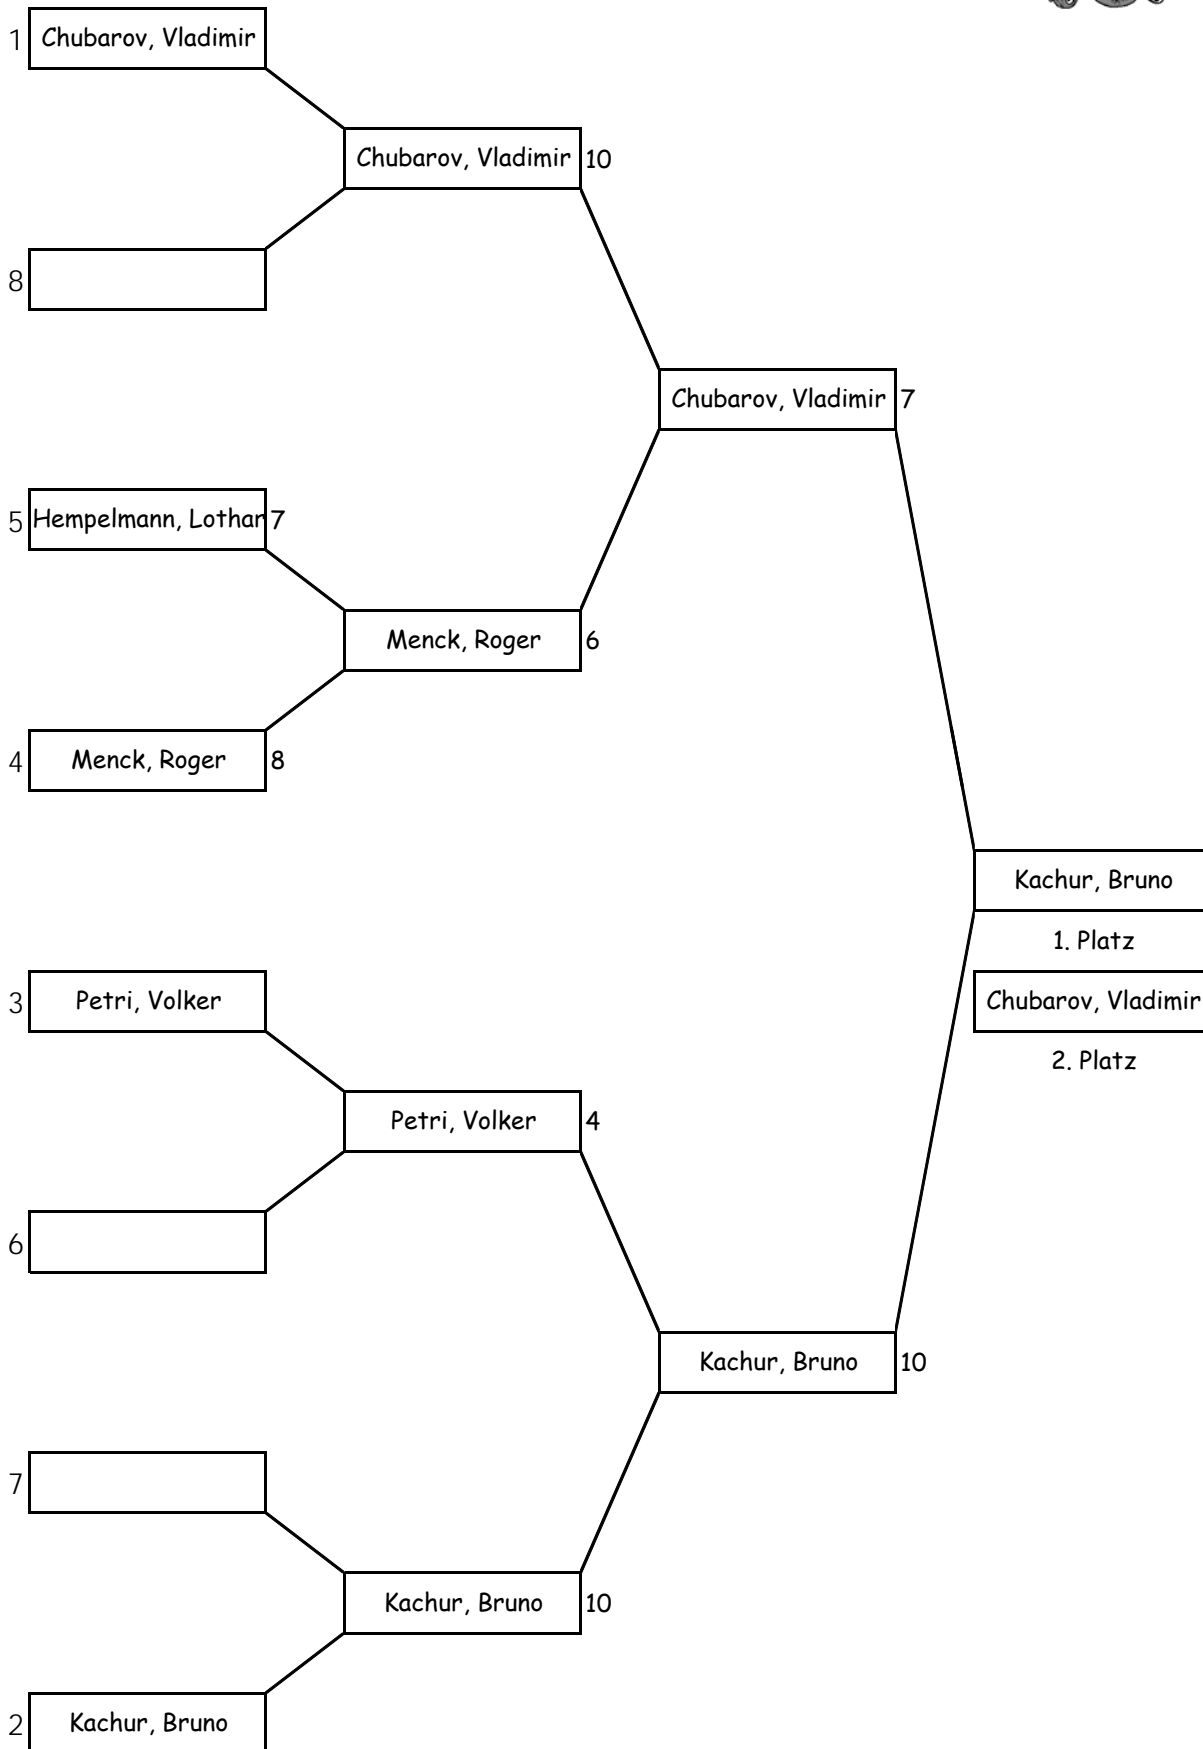 1 Chubarov, Vladimir
Chubarov, Vladimir 10
8
Chubarov, Vladimir 7
5 Hempelmann, Lothar 7
Menck, Roger 6
4 Menck, Roger 8
Kachur, Bruno
1. Platz
3 Petri, Volker
Chubarov, Vladimir
2. Platz
Petri, Volker 4
6
Kachur, Bruno 10
7
Kachur, Bruno 10
2 Kachur, Bruno